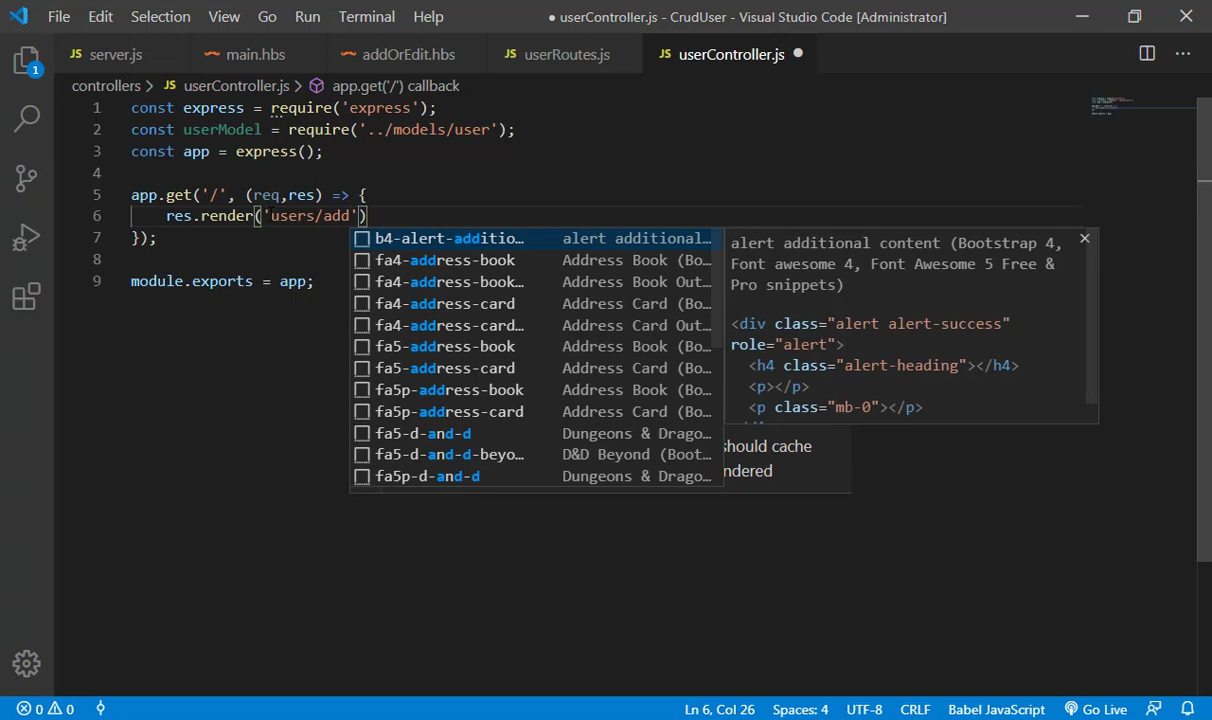 File Edit Selection View Go Run Terminal Help ● userController.js - CrudUser - Visual Studio Code [Administrator]
JS server.js main.hbs addOrEdit.hbs JS userRoutes.js JS userController.js
controllers > JS userController.js > app.get('/') callback
1
1 const express = require('express');
2 const userModel = require('../models/user');
3 const app = express();
4
5 app.get('/', (req,res) => {
6 res.render('users/add')
7 });
8
9 module.exports = app;
b4-alert-additio… alert additional…
fa4-address-book Address Book (Bo…
fa4-address-book… Address Book Out…
fa4-address-card Address Card (Bo…
fa4-address-card… Address Card Out…
fa5-address-book Address Book (Bo…
fa5-address-card Address Card (Bo…
fa5p-address-book Address Book (Bo…
fa5p-address-card Address Card (Bo…
fa5-d-and-d Dungeons & Drago…
fa5-d-and-d-beyo… D&D Beyond (Boot…
fa5p-d-and-d Dungeons & Drago…
alert additional content (Bootstrap 4,
Font awesome 4, Font Awesome 5 Free &
Pro snippets)
<div class="alert alert-success"
role="alert">
<h4 class="alert-heading"></h4>
<p></p>
<p class="mb-0"></p>
should cache
ndered
0 0 Ln 6, Col 26 Spaces: 4 UTF-8 CRLF Babel JavaScript Go Live